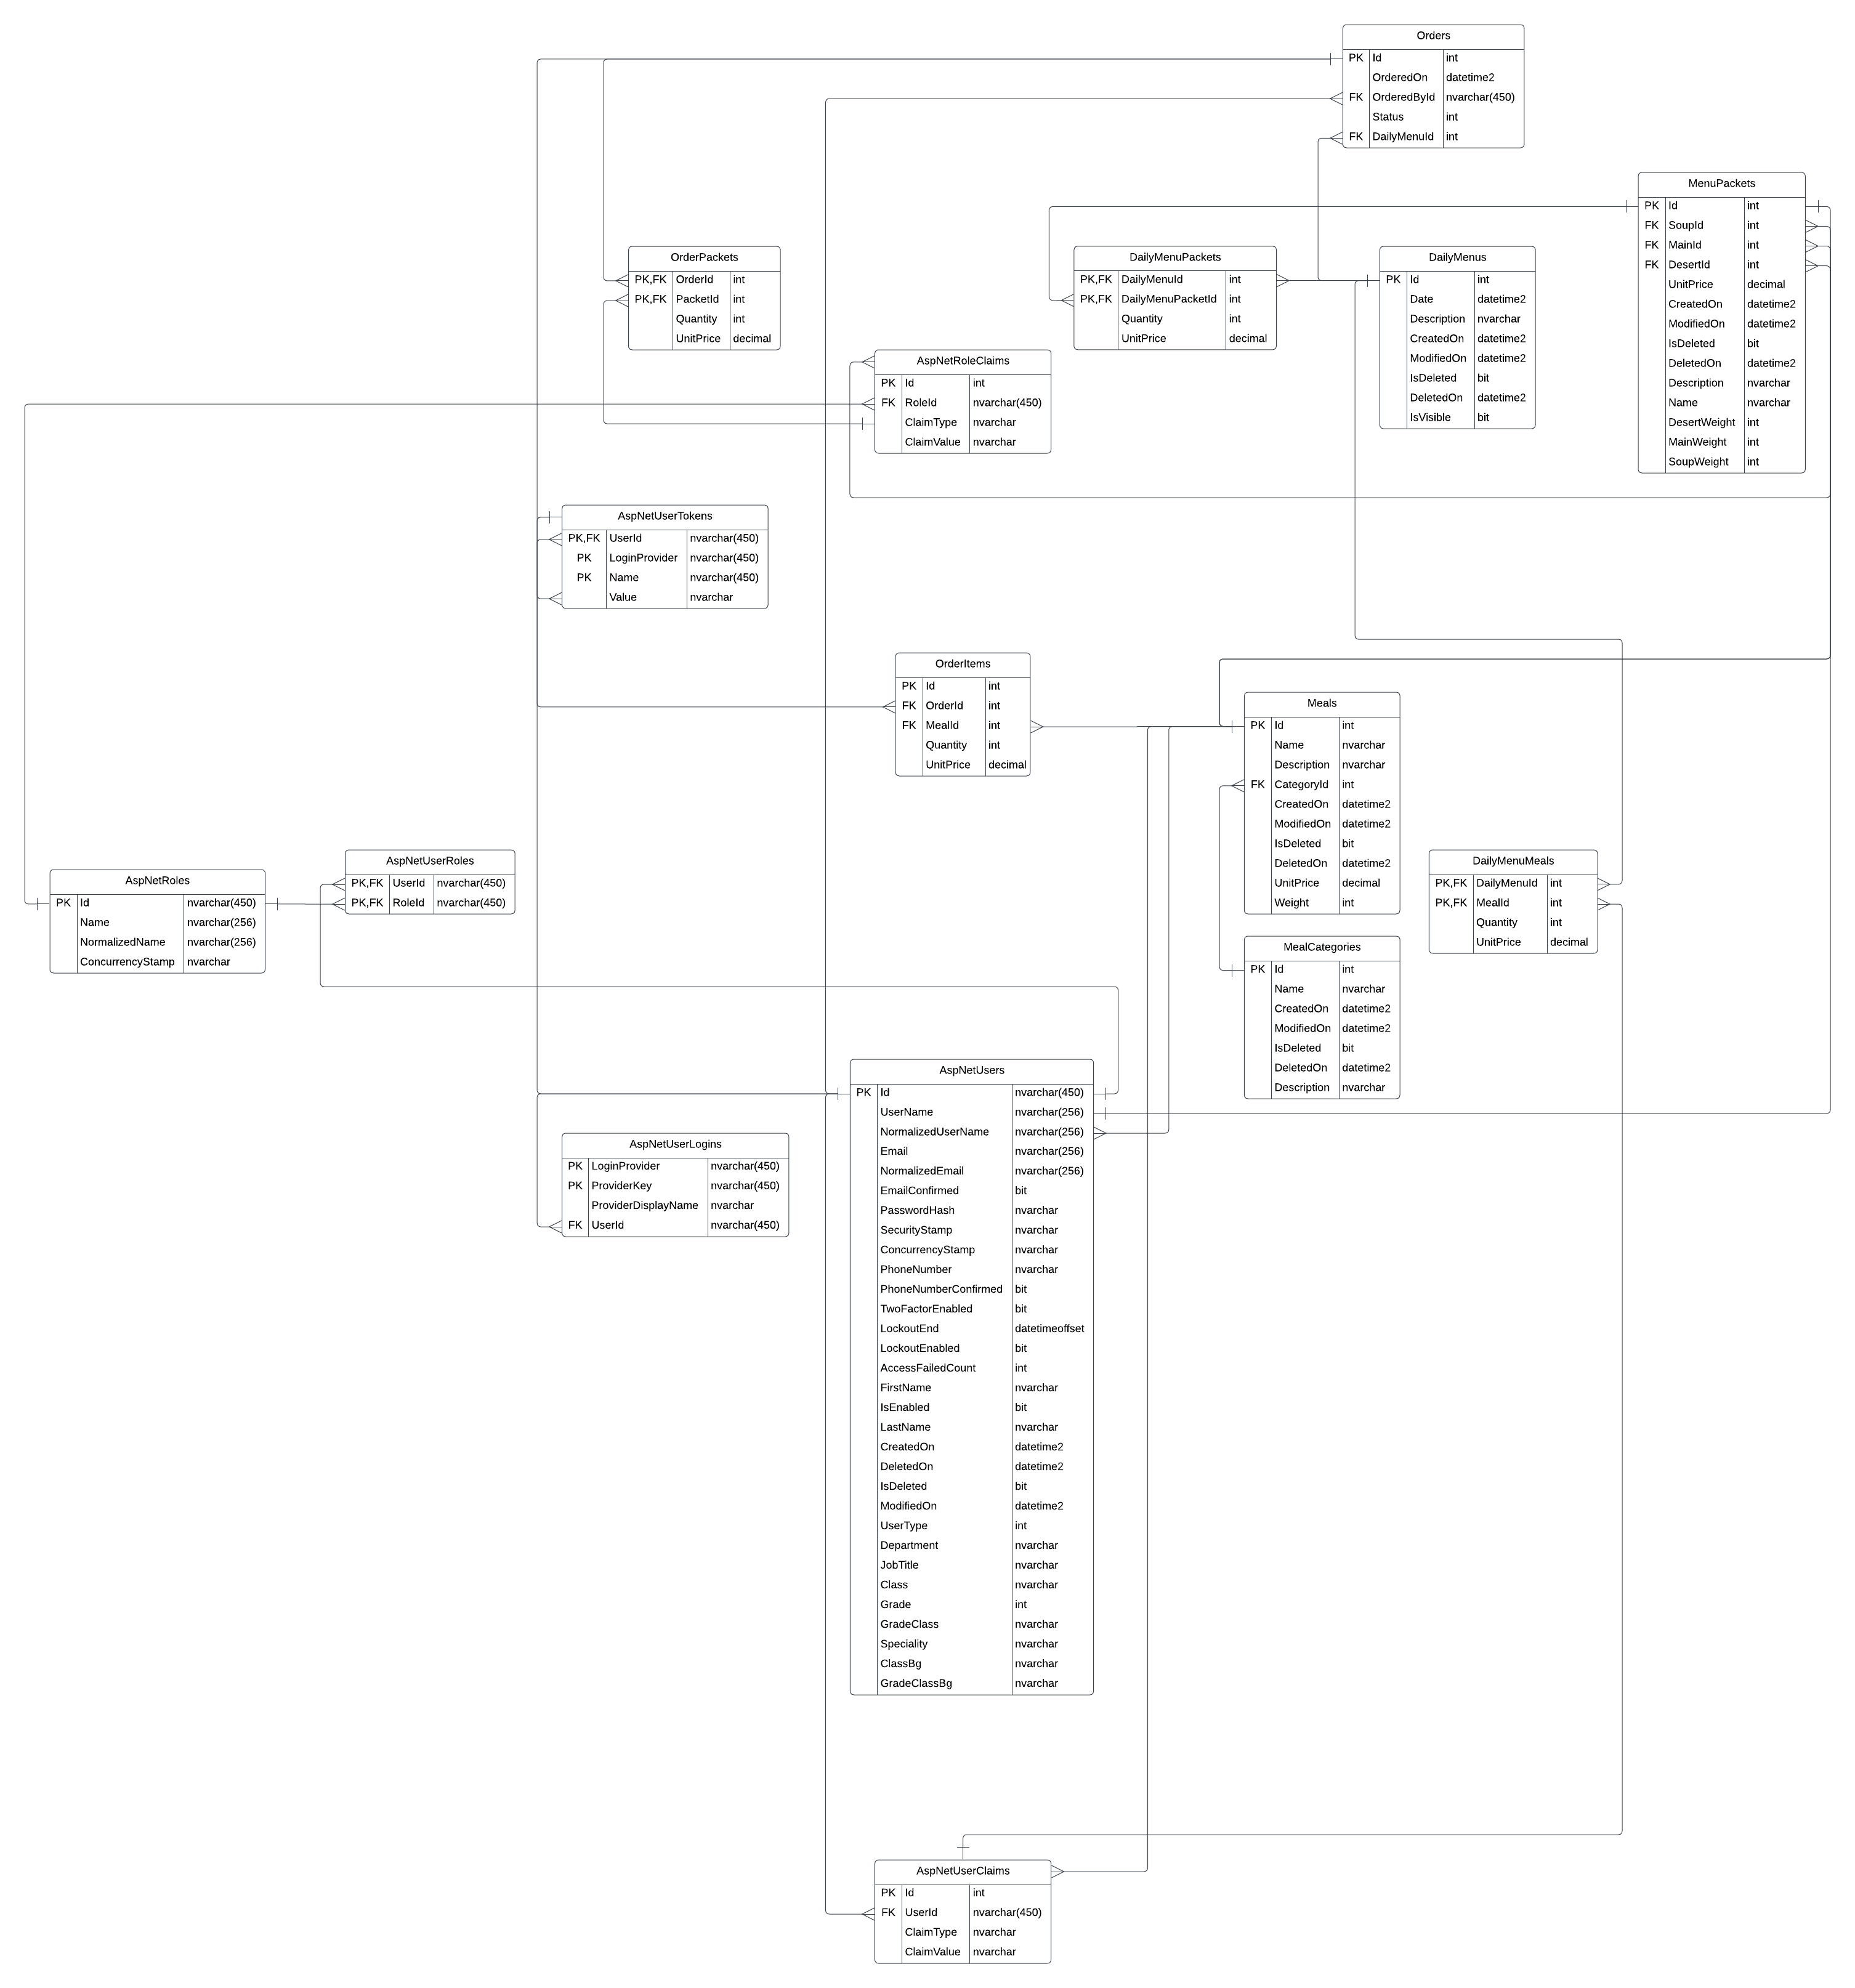 Orders
PK Id int
OrderedOn datetime2
FK OrderedById nvarchar(450)
Status int
FK DailyMenuId int
MenuPackets
PK Id int
FK SoupId int
FK MainId int
FK DesertId int
UnitPrice decimal
CreatedOn datetime2
ModifiedOn datetime2
IsDeleted bit
DeletedOn datetime2
Description nvarchar
Name nvarchar
DesertWeight int
MainWeight int
SoupWeight int
OrderPackets
PK,FK OrderId int
PK,FK PacketId int
Quantity int
UnitPrice decimal
DailyMenuPackets
PK,FK DailyMenuId int
PK,FK DailyMenuPacketId int
Quantity int
UnitPrice decimal
DailyMenus
PK Id int
Date datetime2
Description nvarchar
CreatedOn datetime2
ModifiedOn datetime2
IsDeleted bit
DeletedOn datetime2
IsVisible bit
AspNetRoleClaims
PK Id int
FK RoleId nvarchar(450)
ClaimType nvarchar
ClaimValue nvarchar
AspNetUserTokens
PK,FK UserId nvarchar(450)
PK LoginProvider nvarchar(450)
PK Name nvarchar(450)
Value nvarchar
OrderItems
PK Id int
FK OrderId int
FK MealId int
Quantity int
UnitPrice decimal
Meals
PK Id int
Name nvarchar
Description nvarchar
FK CategoryId int
CreatedOn datetime2
ModifiedOn datetime2
IsDeleted bit
DeletedOn datetime2
UnitPrice decimal
Weight int
AspNetRoles
PK Id nvarchar(450)
Name nvarchar(256)
NormalizedName nvarchar(256)
ConcurrencyStamp nvarchar
AspNetUserRoles
PK,FK UserId nvarchar(450)
PK,FK RoleId nvarchar(450)
DailyMenuMeals
PK,FK DailyMenuId int
PK,FK MealId int
Quantity int
UnitPrice decimal
MealCategories
PK Id int
Name nvarchar
CreatedOn datetime2
ModifiedOn datetime2
IsDeleted bit
DeletedOn datetime2
Description nvarchar
AspNetUsers
PK Id nvarchar(450)
UserName nvarchar(256)
NormalizedUserName nvarchar(256)
Email nvarchar(256)
NormalizedEmail nvarchar(256)
EmailConfirmed bit
PasswordHash nvarchar
SecurityStamp nvarchar
ConcurrencyStamp nvarchar
PhoneNumber nvarchar
PhoneNumberConfirmed bit
TwoFactorEnabled bit
LockoutEnd datetimeoffset
LockoutEnabled bit
AccessFailedCount int
FirstName nvarchar
IsEnabled bit
LastName nvarchar
CreatedOn datetime2
DeletedOn datetime2
IsDeleted bit
ModifiedOn datetime2
UserType int
Department nvarchar
JobTitle nvarchar
Class nvarchar
Grade int
GradeClass nvarchar
Speciality nvarchar
ClassBg nvarchar
GradeClassBg nvarchar
AspNetUserLogins
PK LoginProvider nvarchar(450)
PK ProviderKey nvarchar(450)
ProviderDisplayName nvarchar
FK UserId nvarchar(450)
AspNetUserClaims
PK Id int
FK UserId nvarchar(450)
ClaimType nvarchar
ClaimValue nvarchar